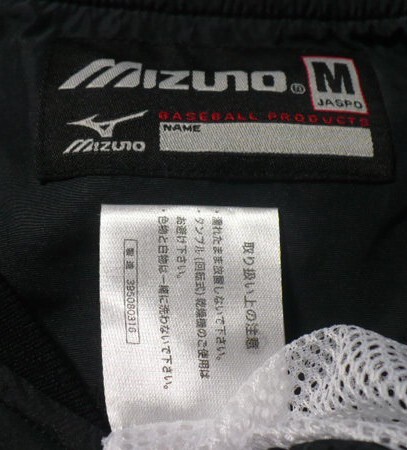 MIZUNO
M
JASPO
BASEBALL PRODUCTS
NAME
MIZUNO
取り扱い上の注意
・濡れたまま放置しないで下さい。
・タンブル(回転式)乾燥機のご使用は
お避け下さい。
・色物と白物は一緒に洗わないで下さい。
製造 39508031G